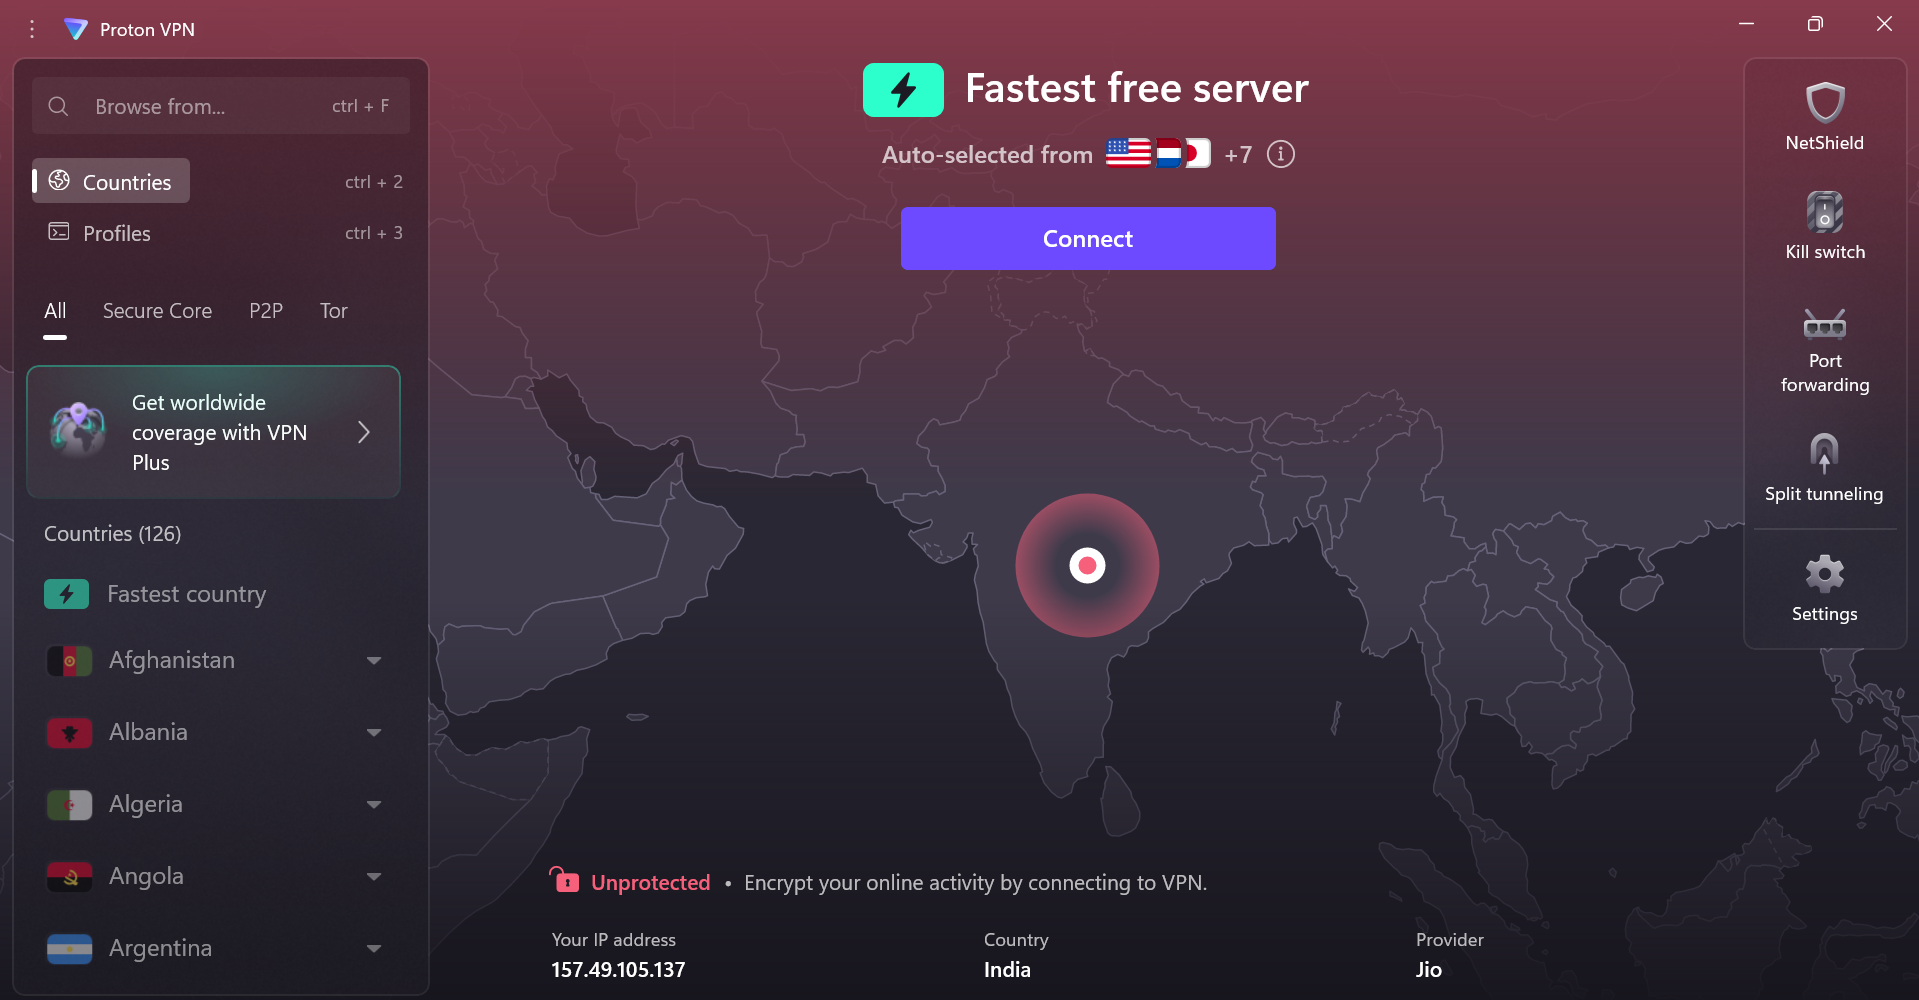 Proton VPN
Browse from...
ctrl + F
Countries
ctrl + 2
Profiles
ctrl + 3
All
Secure Core
P2P
Tor
Get worldwide
coverage with VPN
Plus
Countries (126)
Fastest country
Afghanistan
Albania
Algeria
Angola
Argentina
Fastest free server
Auto-selected from
+7
Connect
Unprotected • Encrypt your online activity by connecting to VPN.
Your IP address
157.49.105.137
Country
India
Provider
Jio
NetShield
Kill switch
Port
forwarding
Split tunneling
Settings